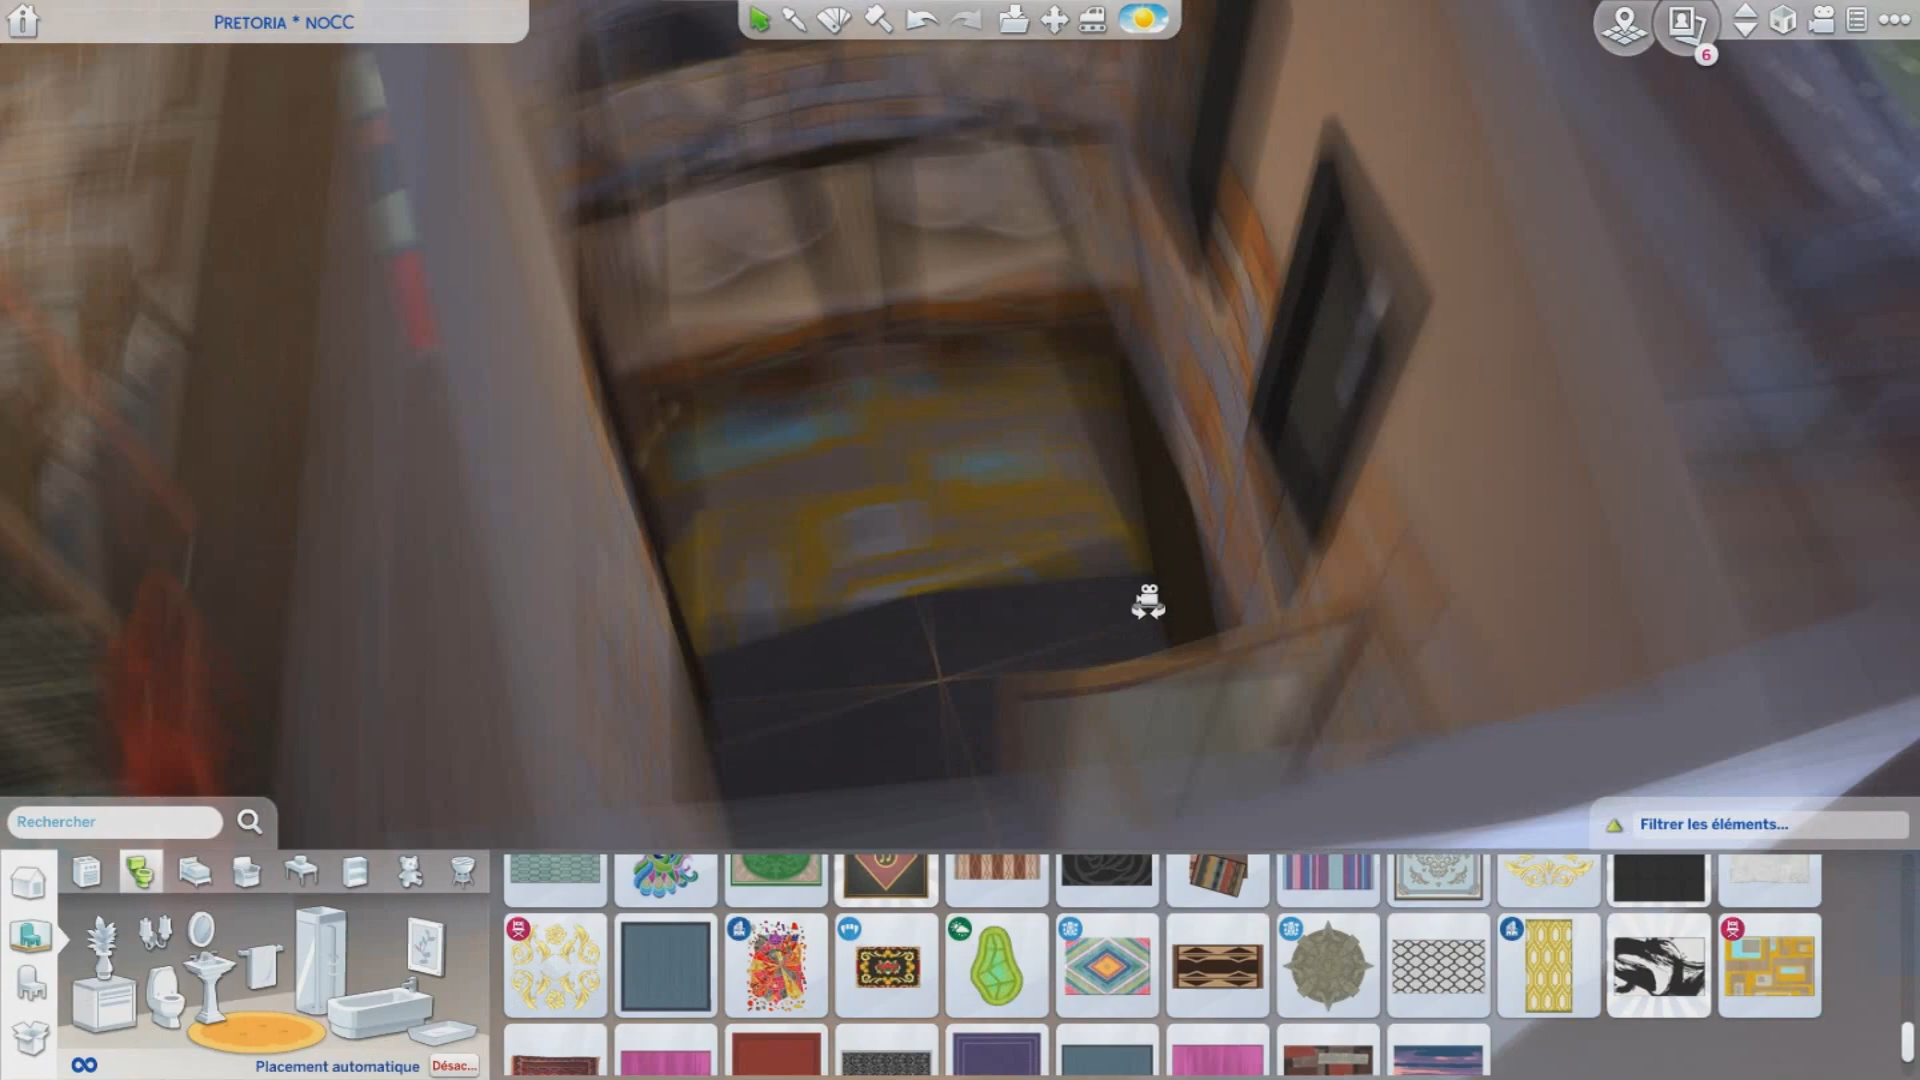 PRETORIA * NOCC
6
Rechercher
Filtrer les éléments...
Placement automatique
Désac...